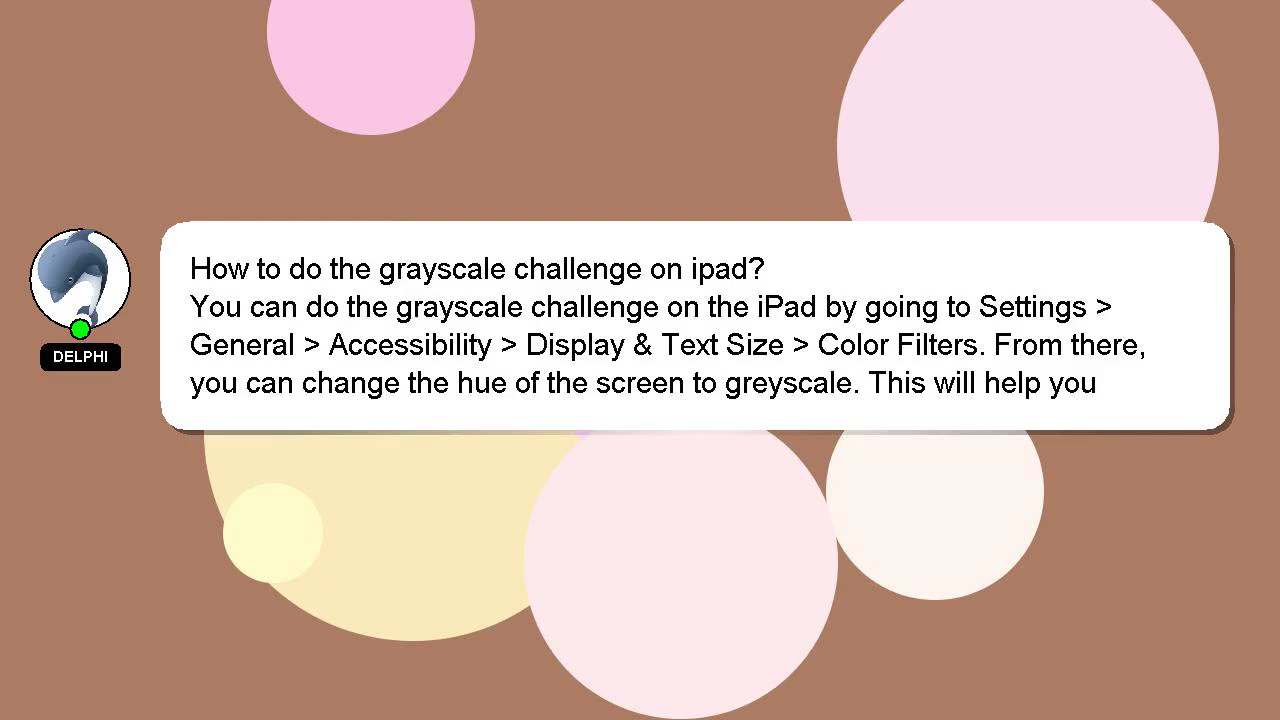 How to do the grayscale challenge on ipad?
You can do the grayscale challenge on the iPad by going to Settings >
General > Accessibility > Display & Text Size > Color Filters. From there,
you can change the hue of the screen to greyscale. This will help you
DELPHI